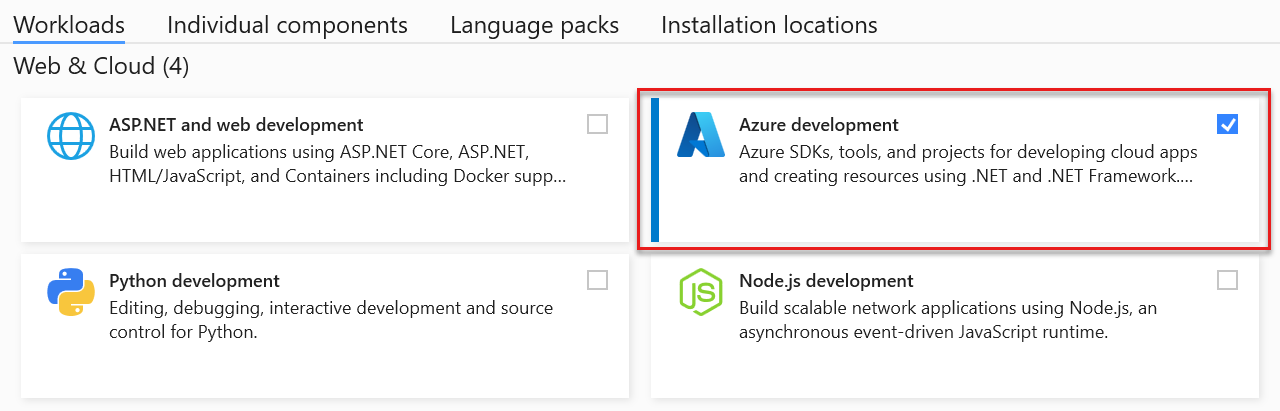 Workloads Individual components Language packs Installation locations
Web & Cloud (4)
ASP.NET and web development
Build web applications using ASP.NET Core, ASP.NET,
HTML/JavaScript, and Containers including Docker supp...
Azure development
Azure SDKs, tools, and projects for developing cloud apps
and creating resources using .NET and .NET Framework....
Python development
Editing, debugging, interactive development and source
control for Python.
JS
Node.js development
Build scalable network applications using Node.js, an
asynchronous event-driven JavaScript runtime.